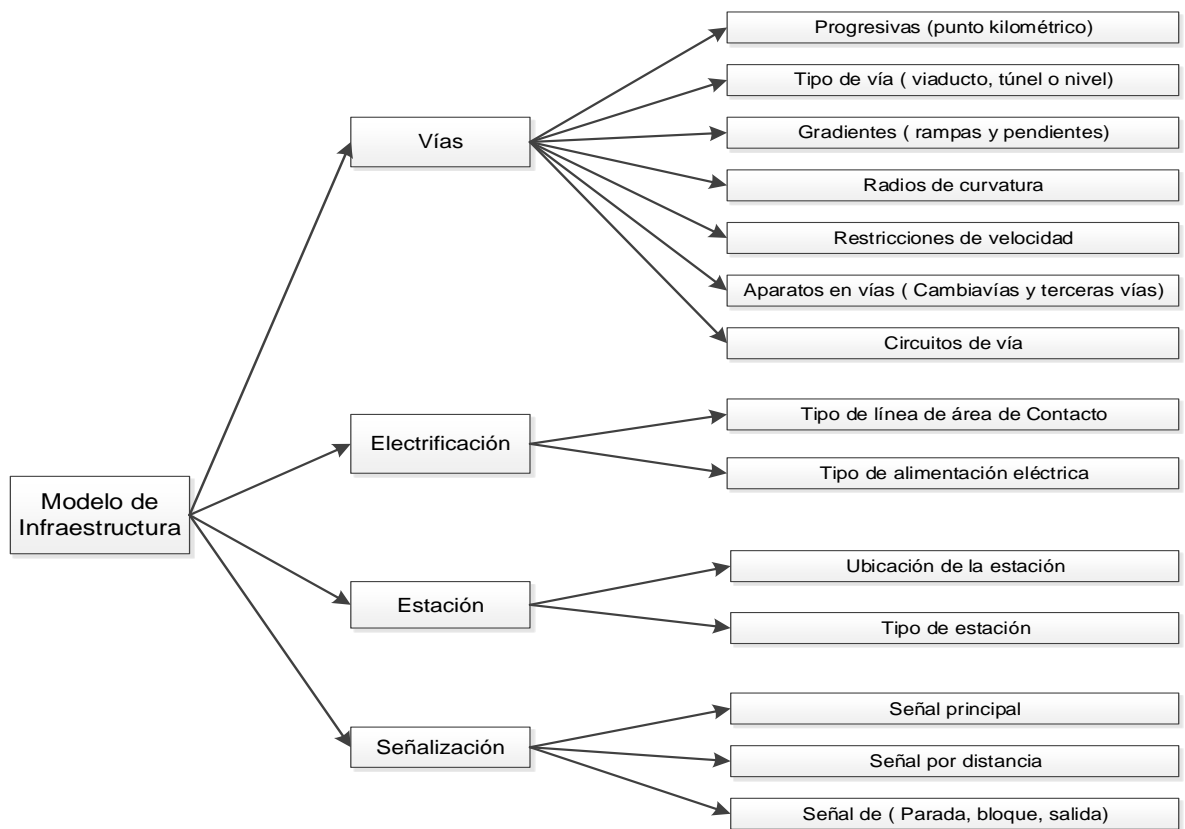 Progresivas (punto kilométrico)
Tipo de vía ( viaducto, túnel o nivel)
Gradientes ( rampas y pendientes)
Vías
Radios de curvatura
Restricciones de velocidad
Aparatos en vías ( Cambiavías y terceras vías)
Circuitos de vía
Tipo de línea de área de Contacto
Electrificación
Tipo de alimentación eléctrica
Modelo de
Infraestructura
Ubicación de la estación
Estación
Tipo de estación
Señal principal
Señalización
Señal por distancia
Señal de ( Parada, bloque, salida)